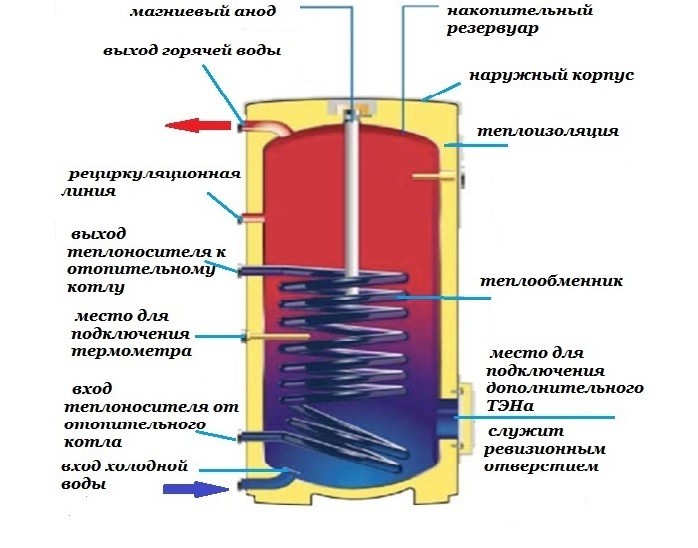 магниевый анод
накопительный
резервуар
выход горячей воды
наружный корпус
теплоизоляция
рециркуляционная
линия
выход
теплоносителя к
отопительному
котлу
теплообменник
место для
подключения
термометра
место для
подключения
дополнительного
ТЭНа
служит
ревизионным
отверстием
вход
теплоносителя от
отопительного
котла
вход холодной
воды